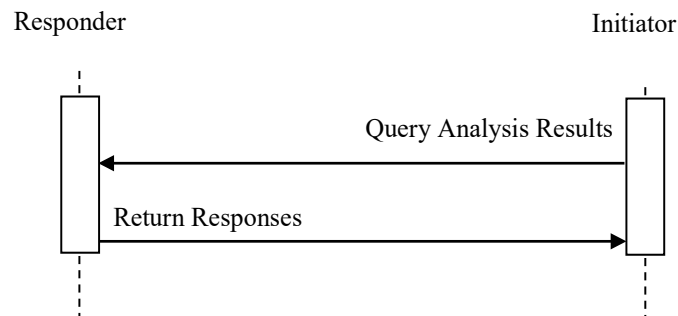 Responder
Initiator
Query Analysis Results
Return Responses